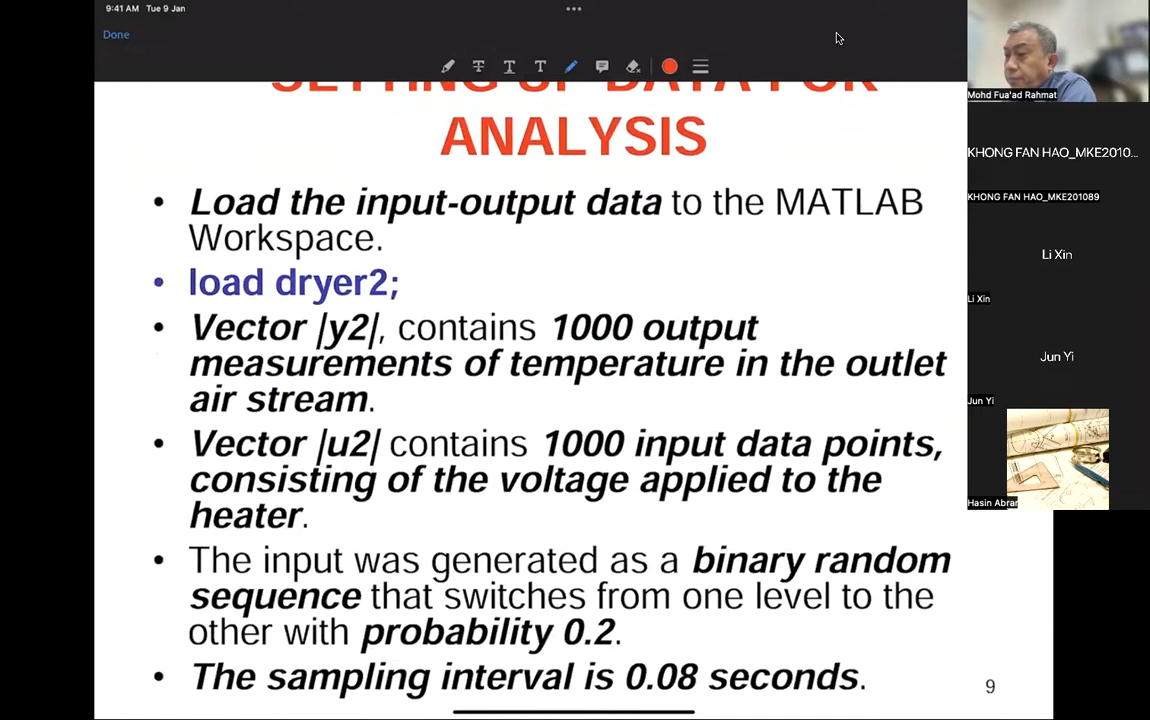 9:41 AM Tue 9 Jan
Done
SETTING UP DATA FOR
ANALYSIS
• Load the input-output data to the MATLAB
Workspace.
• load dryer2;
• Vector |y2|, contains 1000 output
measurements of temperature in the outlet
air stream.
• Vector |u2| contains 1000 input data points,
consisting of the voltage applied to the
heater.
• The input was generated as a binary random
sequence that switches from one level to the
other with probability 0.2.
• The sampling interval is 0.08 seconds.
9
Mohd Fua'ad Rahmat
KHONG FAN HAO_MKE2010...
KHONG FAN HAO_MKE201089
Li Xin
Li Xin
Jun Yi
Jun Yi
Hasin Abrar